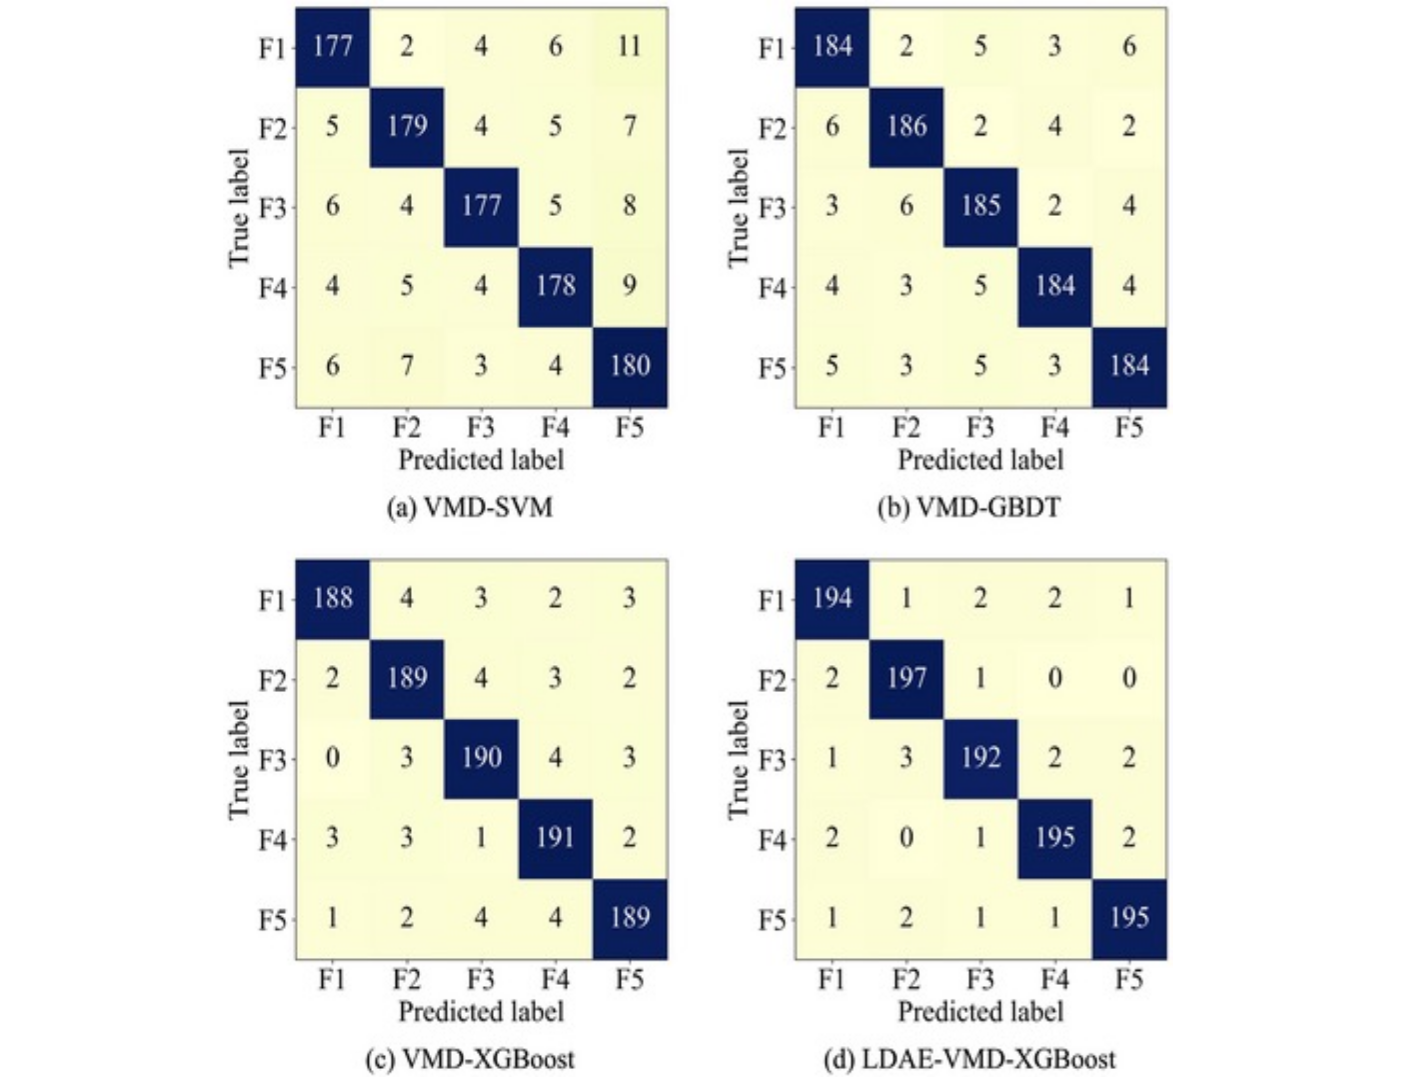 F1 177 2 4 6 11
F2 5 179 4 5 7
F3 6 4 177 5 8
F4 4 5 4 178 9
F5 6 7 3 4 180
True label
F1 F2 F3 F4 F5
Predicted label
(a) VMD-SVM
F1 184 2 5 3 6
F2 6 186 2 4 2
F3 3 6 185 2 4
F4 4 3 5 184 4
F5 5 3 5 3 184
True label
F1 F2 F3 F4 F5
Predicted label
(b) VMD-GBDT
F1 188 4 3 2 3
F2 2 189 4 3 2
F3 0 3 190 4 3
F4 3 3 1 191 2
F5 1 2 4 4 189
True label
F1 F2 F3 F4 F5
Predicted label
(c) VMD-XGBoost
F1 194 1 2 2 1
F2 2 197 1 0 0
F3 1 3 192 2 2
F4 2 0 1 195 2
F5 1 2 1 1 195
True label
F1 F2 F3 F4 F5
Predicted label
(d) LDAE-VMD-XGBoost